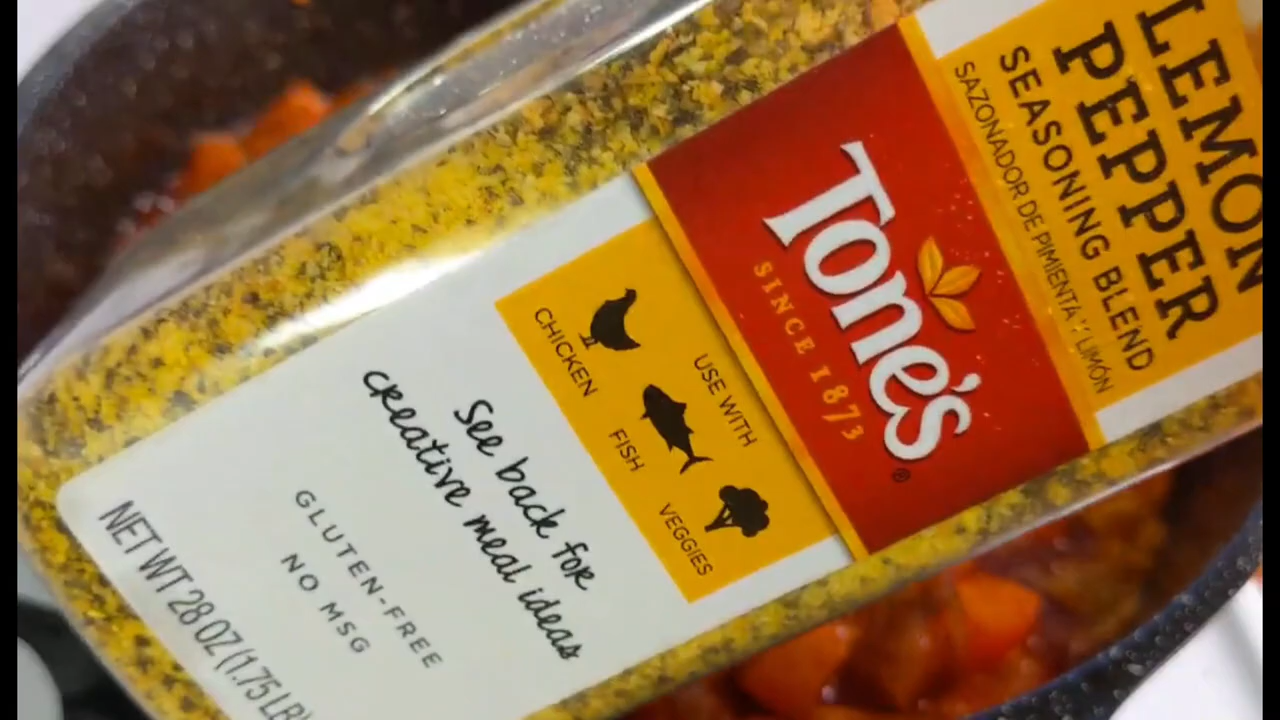 LEMON
PEPPER
SEASONING BLEND
SAZONADOR DE PIMIENTA Y LIMÓN
Tone's®
SINCE 1873
USE WITH
CHICKEN
FISH
VEGGIES
See back for
creative meal ideas
GLUTEN-FREE
NO MSG
NET WT 28 OZ (1.75 LB)